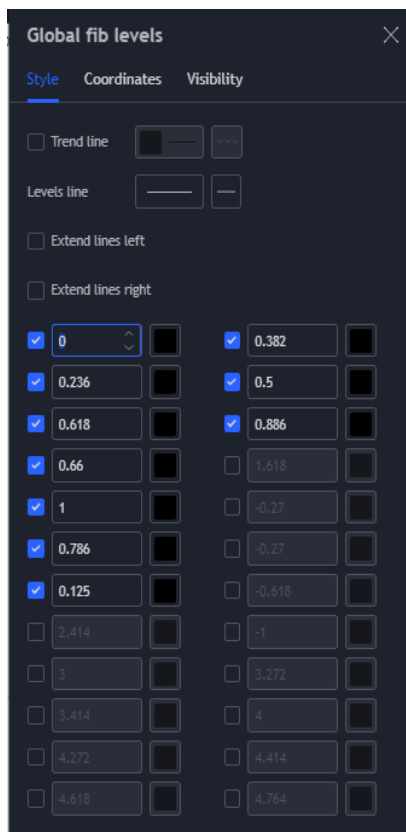 Global fib levels
Style Coordinates Visibility
Trend line
Levels line
Extend lines left
Extend lines right
0 0.382
0.236 0.5
0.618 0.886
0.66 1.618
1 -0.27
0.786 -0.27
0.125 -0.618
2.414 -1
3 3.272
3.414 4
4.272 4.414
4.618 4.764